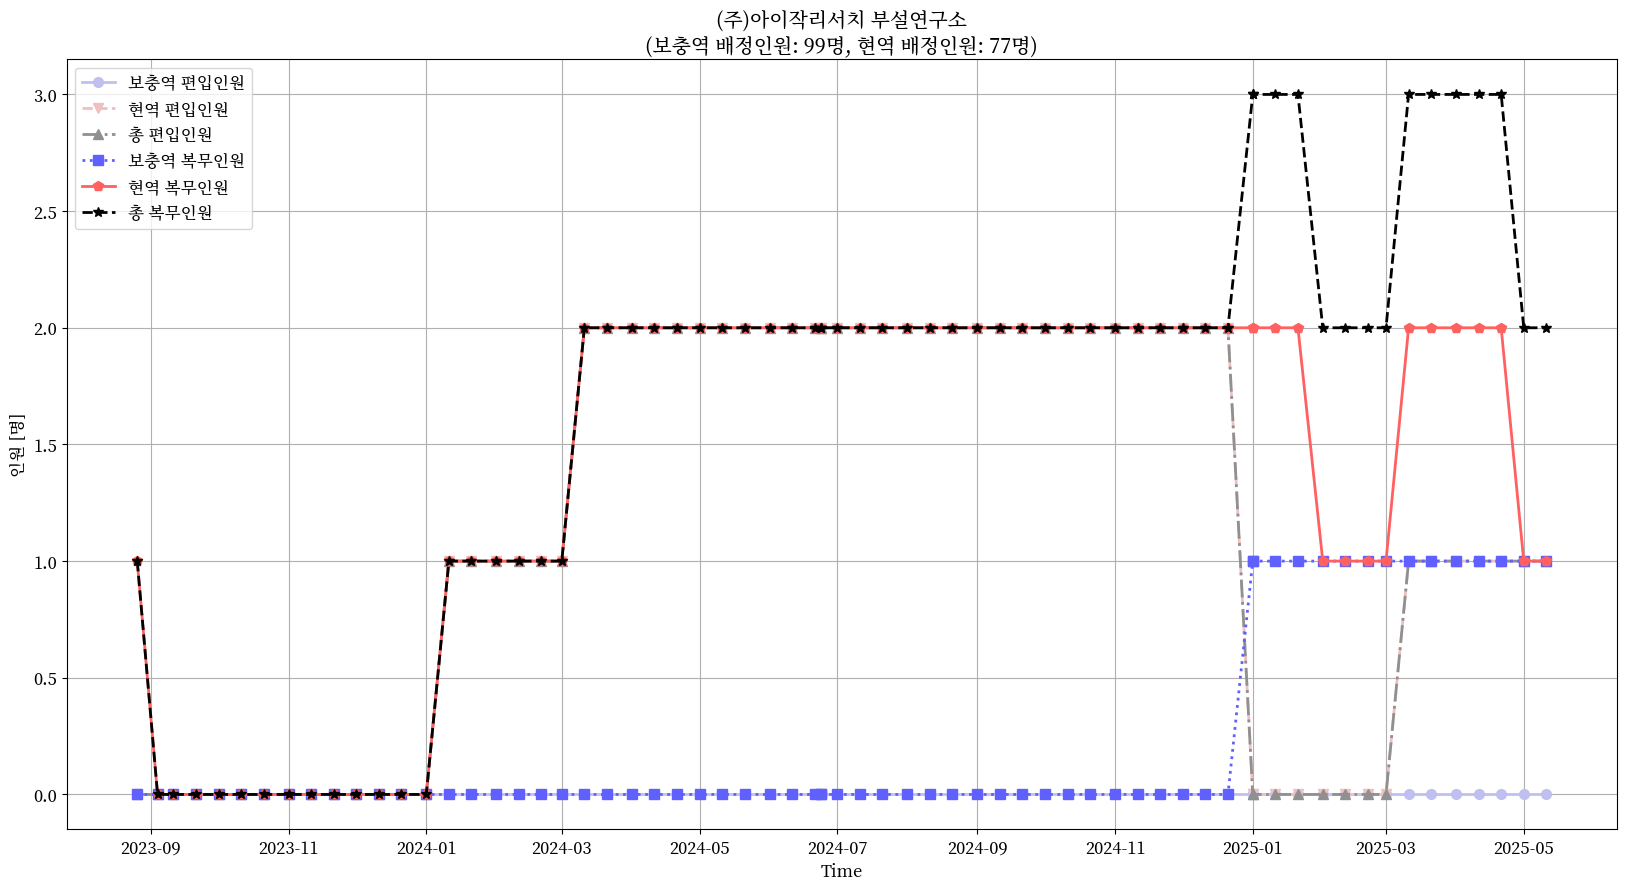 (주)아이작리서치 부설연구소
(보충역 배정인원: 99명, 현역 배정인원: 77명)
보충역 편입인원
현역 편입인원
총 편입인원
보충역 복무인원
현역 복무인원
총 복무인원
3.0
2.5
2.0
1.5
1.0
0.5
0.0
인원 [명]
2023-09 2023-11 2024-01 2024-03 2024-05 2024-07 2024-09 2024-11 2025-01 2025-03 2025-05
Time